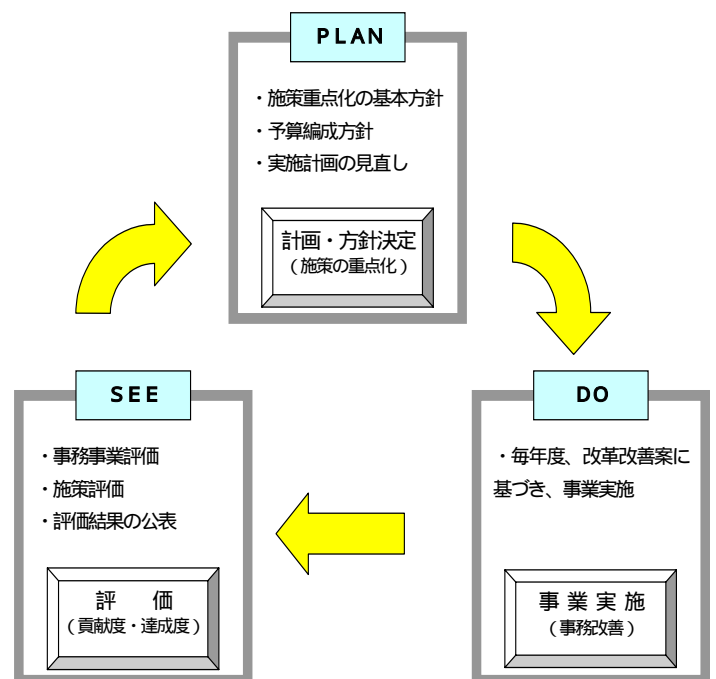 PLAN
・施策重点化の基本方針
・予算編成方針
・実施計画の見直し
計画・方針決定
（施策の重点化）
SEE
・事務事業評価
・施策評価
・評価結果の公表
評　価
（貢献度・達成度）
DO
・毎年度、改革改善案に
基づき、事業実施
事 業 実 施
（事務改善）